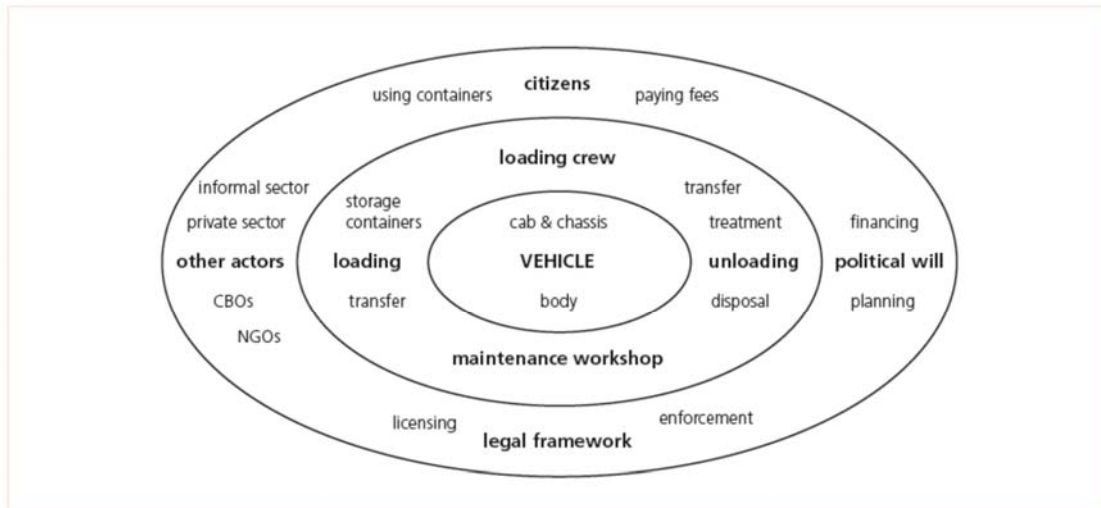 citizens
using containers
paying fees
loading crew
informal sector
transfer
storage
containers
private sector
cab & chassis
treatment
financing
other actors
loading
VEHICLE
unloading
political will
CBOs
transfer
body
disposal
planning
NGOs
maintenance workshop
licensing
enforcement
legal framework